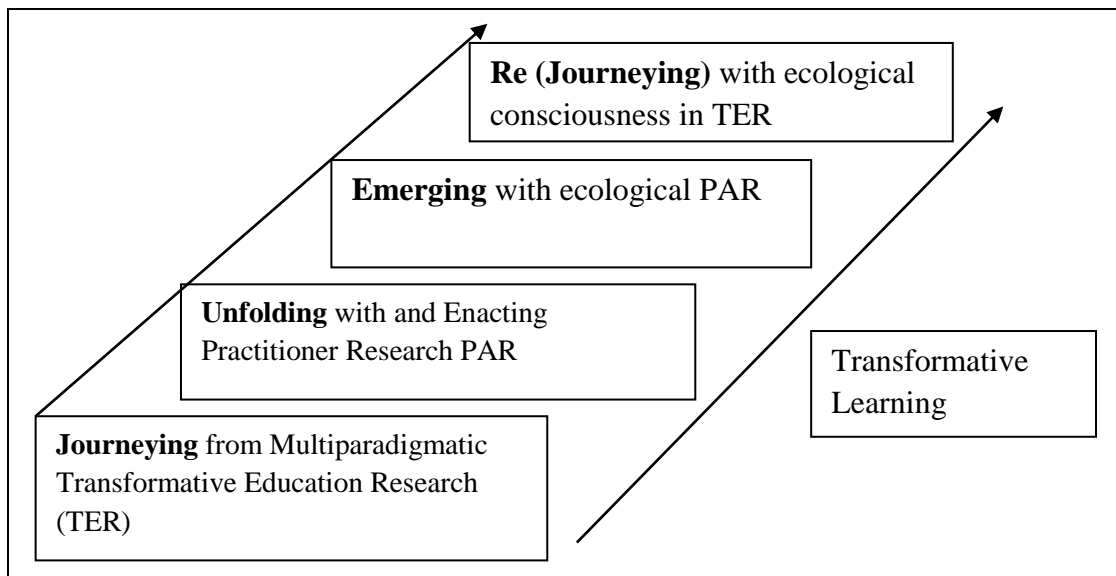 Re (Journeying) with ecological
consciousness in TER
Emerging with ecological PAR
Unfolding with and Enacting
Practitioner Research PAR
Transformative
Learning
Journeying from Multiparadigmatic
Transformative Education Research
(TER)